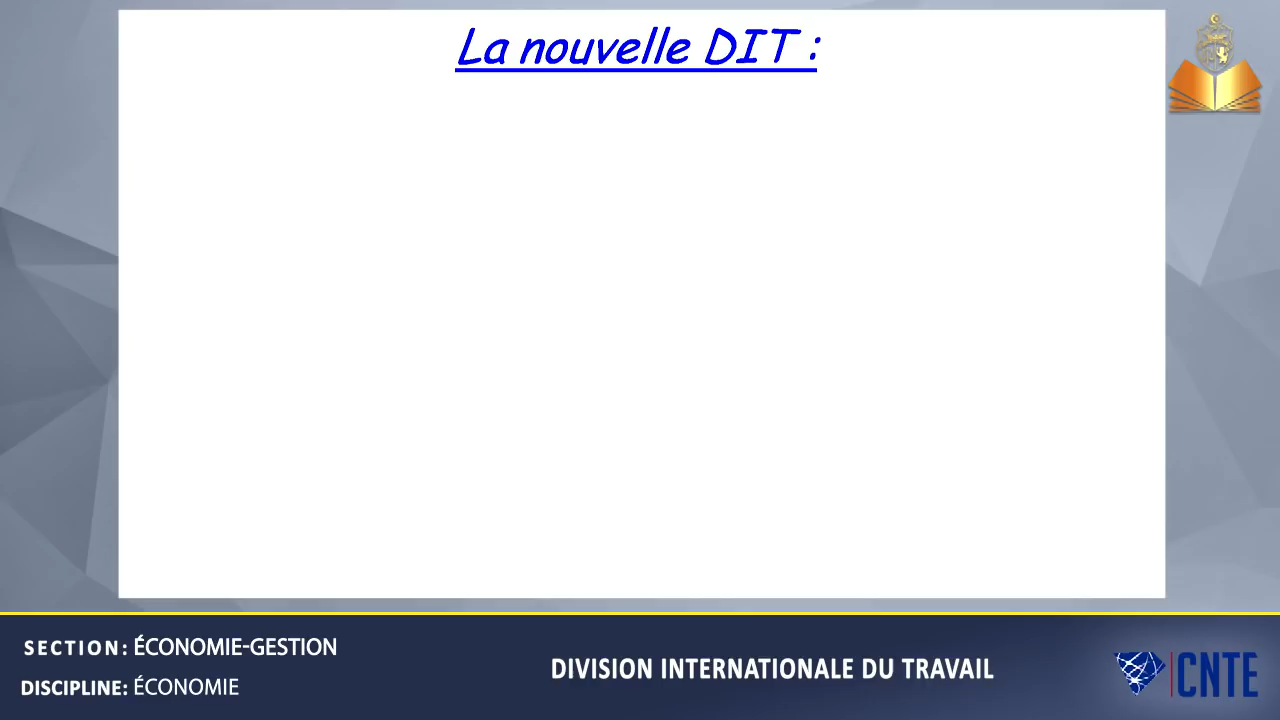 La nouvelle DIT :
SECTION: ÉCONOMIE-GESTION
DISCIPLINE: ÉCONOMIE
DIVISION INTERNATIONALE DU TRAVAIL
CNTE